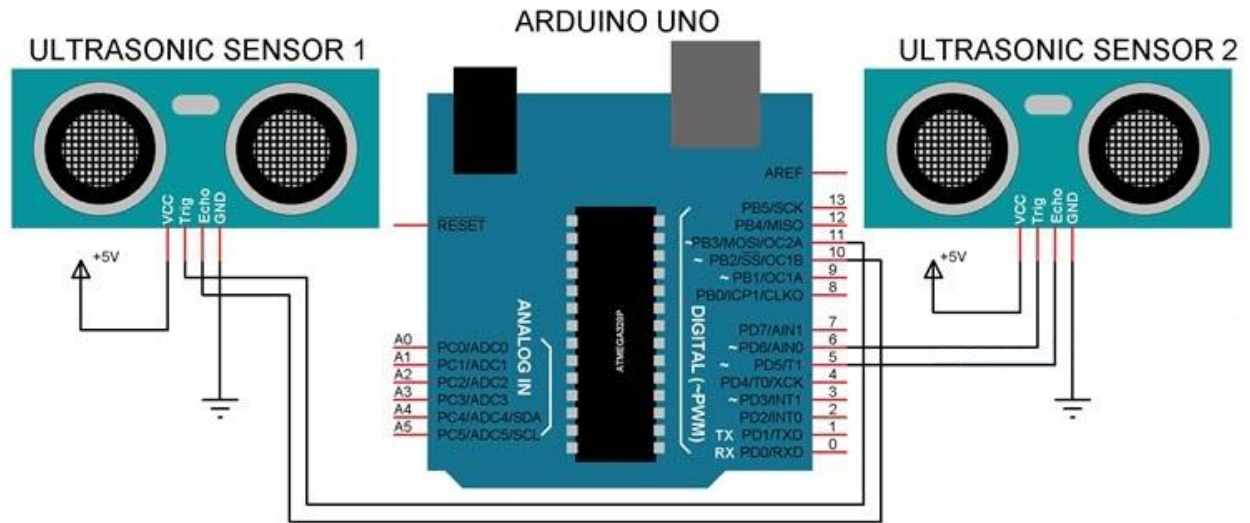 ARDUINO UNO
ULTRASONIC SENSOR 1
VCC
Trig
Echo
GND
+5V
RESET
A0 PC0/ADC0
A1 PC1/ADC1
A2 PC2/ADC2
A3 PC3/ADC3
A4 PC4/ADC4/SDA
A5 PC5/ADC5/SCL
ANALOG IN
ATMEGA328P
DIGITAL (~PWM)
AREF
PB5/SCK 13
PB4/MISO 12
~PB3/MOSI/OC2A 11
~ PB2/SS/OC1B 10
~ PB1/OC1A 9
PB0/ICP1/CLKO 8
PD7/AIN1 7
~PD6/AIN0 6
~ PD5/T1 5
PD4/T0/XCK 4
~PD3/INT1 3
PD2/INT0 2
TX PD1/TXD 1
RX PD0/RXD 0
ULTRASONIC SENSOR 2
VCC
Trig
Echo
GND
+5V